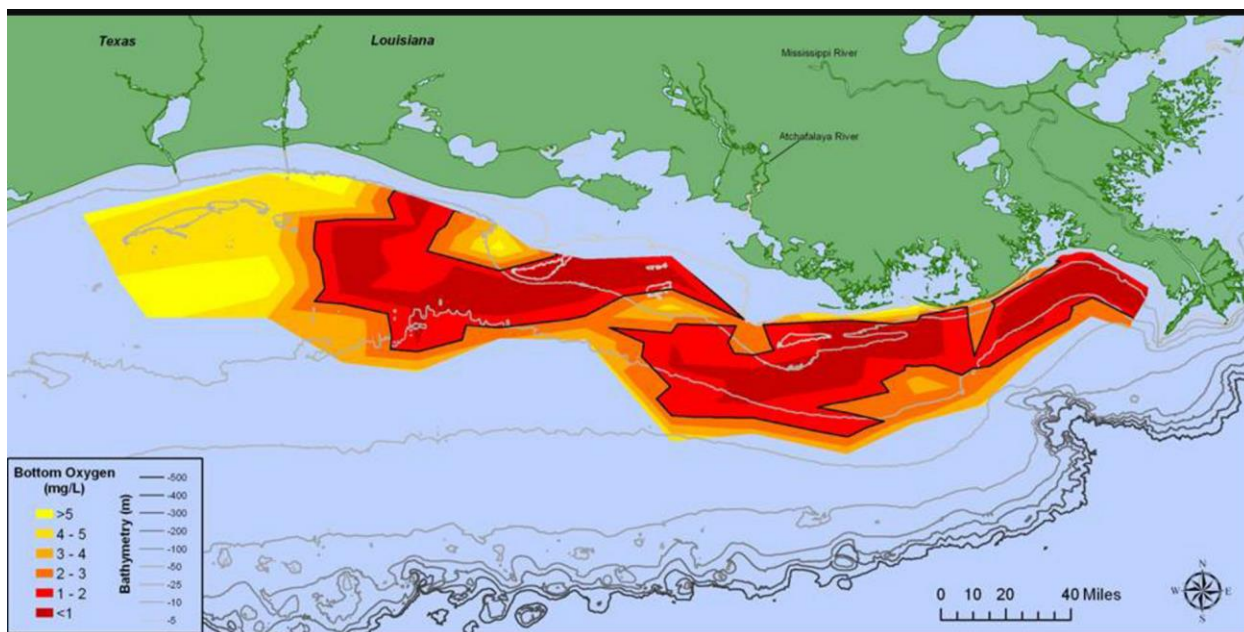 Texas
Louisiana
Mississippi River
Atchafalaya River
Bottom Oxygen
(mg/L)
>5
4 - 5
3 - 4
2 - 3
1 - 2
<1
Bathymetry (m)
-500
-400
-300
-200
-100
-50
-25
-10
-5
0 10 20 40 Miles
N
W E
S